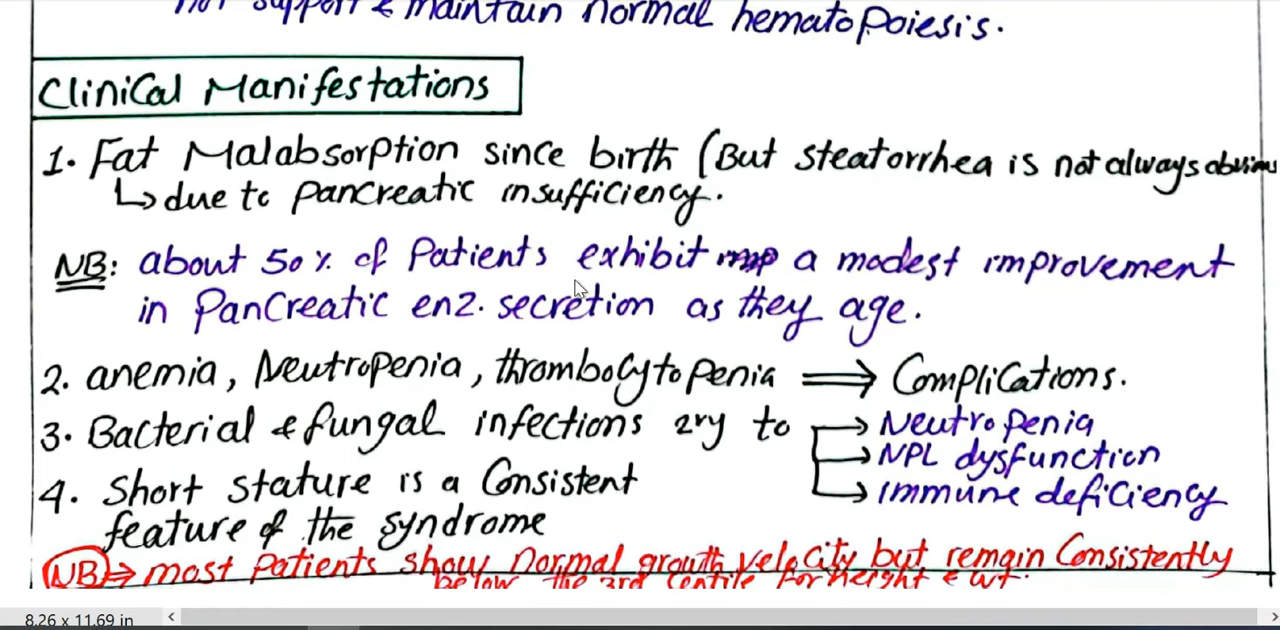 not support & maintain normal hematopoiesis.
Clinical Manifestations
1. Fat Malabsorption since birth (But steatorrhea is not always obvious
↳ due to pancreatic insufficiency.
NB: about 50% of Patients exhibit a modest improvement
in Pancreatic enz. secretion as they age.
2. anemia, Neutropenia, thrombocytopenia ⇒ Complications.
3. Bacterial & fungal infections 2ry to → Neutropenia
→ NPL dysfunction
→ immune deficiency
4. Short stature is a Consistent
feature of the syndrome
NB → most Patients show normal growth velocity but remain Consistently
below the 3rd centile for height & wt.
8.26 x 11.69 in